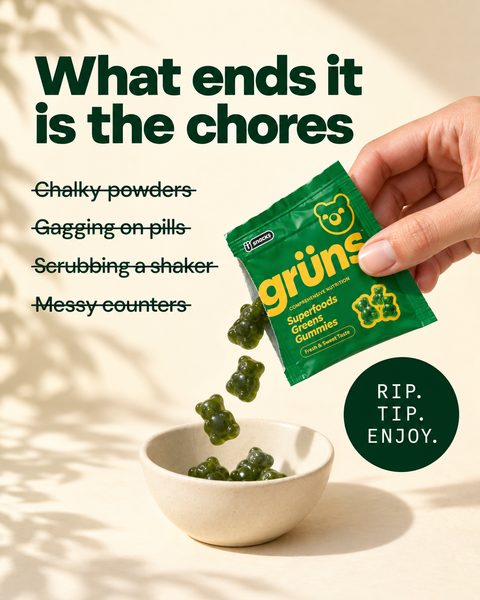 What ends it
is the chores
Chalky powders
Gagging on pills
Scrubbing a shaker
Messy counters
snacks
grüns
COMPREHENSIVE NUTRITION
Superfoods
Greens
Gummies
Fresh & Sweet Taste
RIP.
TIP.
ENJOY.